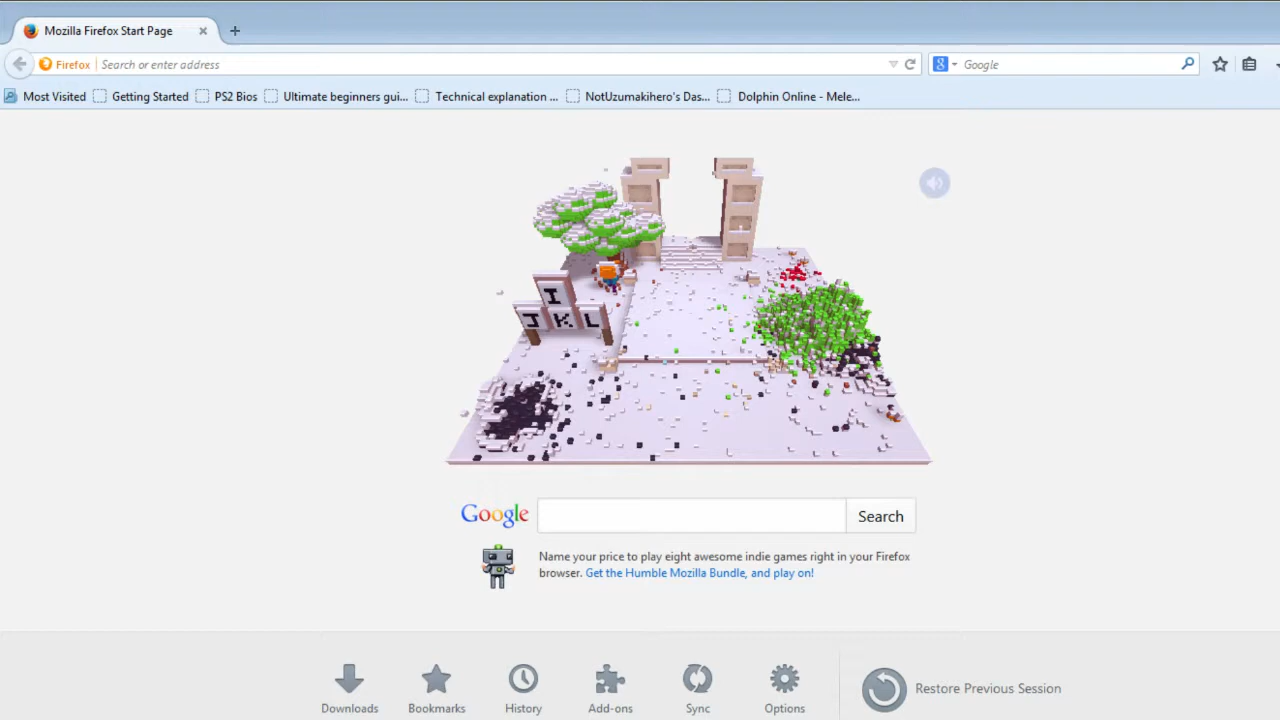 Mozilla Firefox Start Page
Firefox Search or enter address Google
Most Visited Getting Started PS2 Bios Ultimate beginners gui... Technical explanation ... NotUzumakihero's Das... Dolphin Online - Mele...
I
J K L
Google Search
Name your price to play eight awesome indie games right in your Firefox
browser. Get the Humble Mozilla Bundle, and play on!
Downloads Bookmarks History Add-ons Sync Options Restore Previous Session